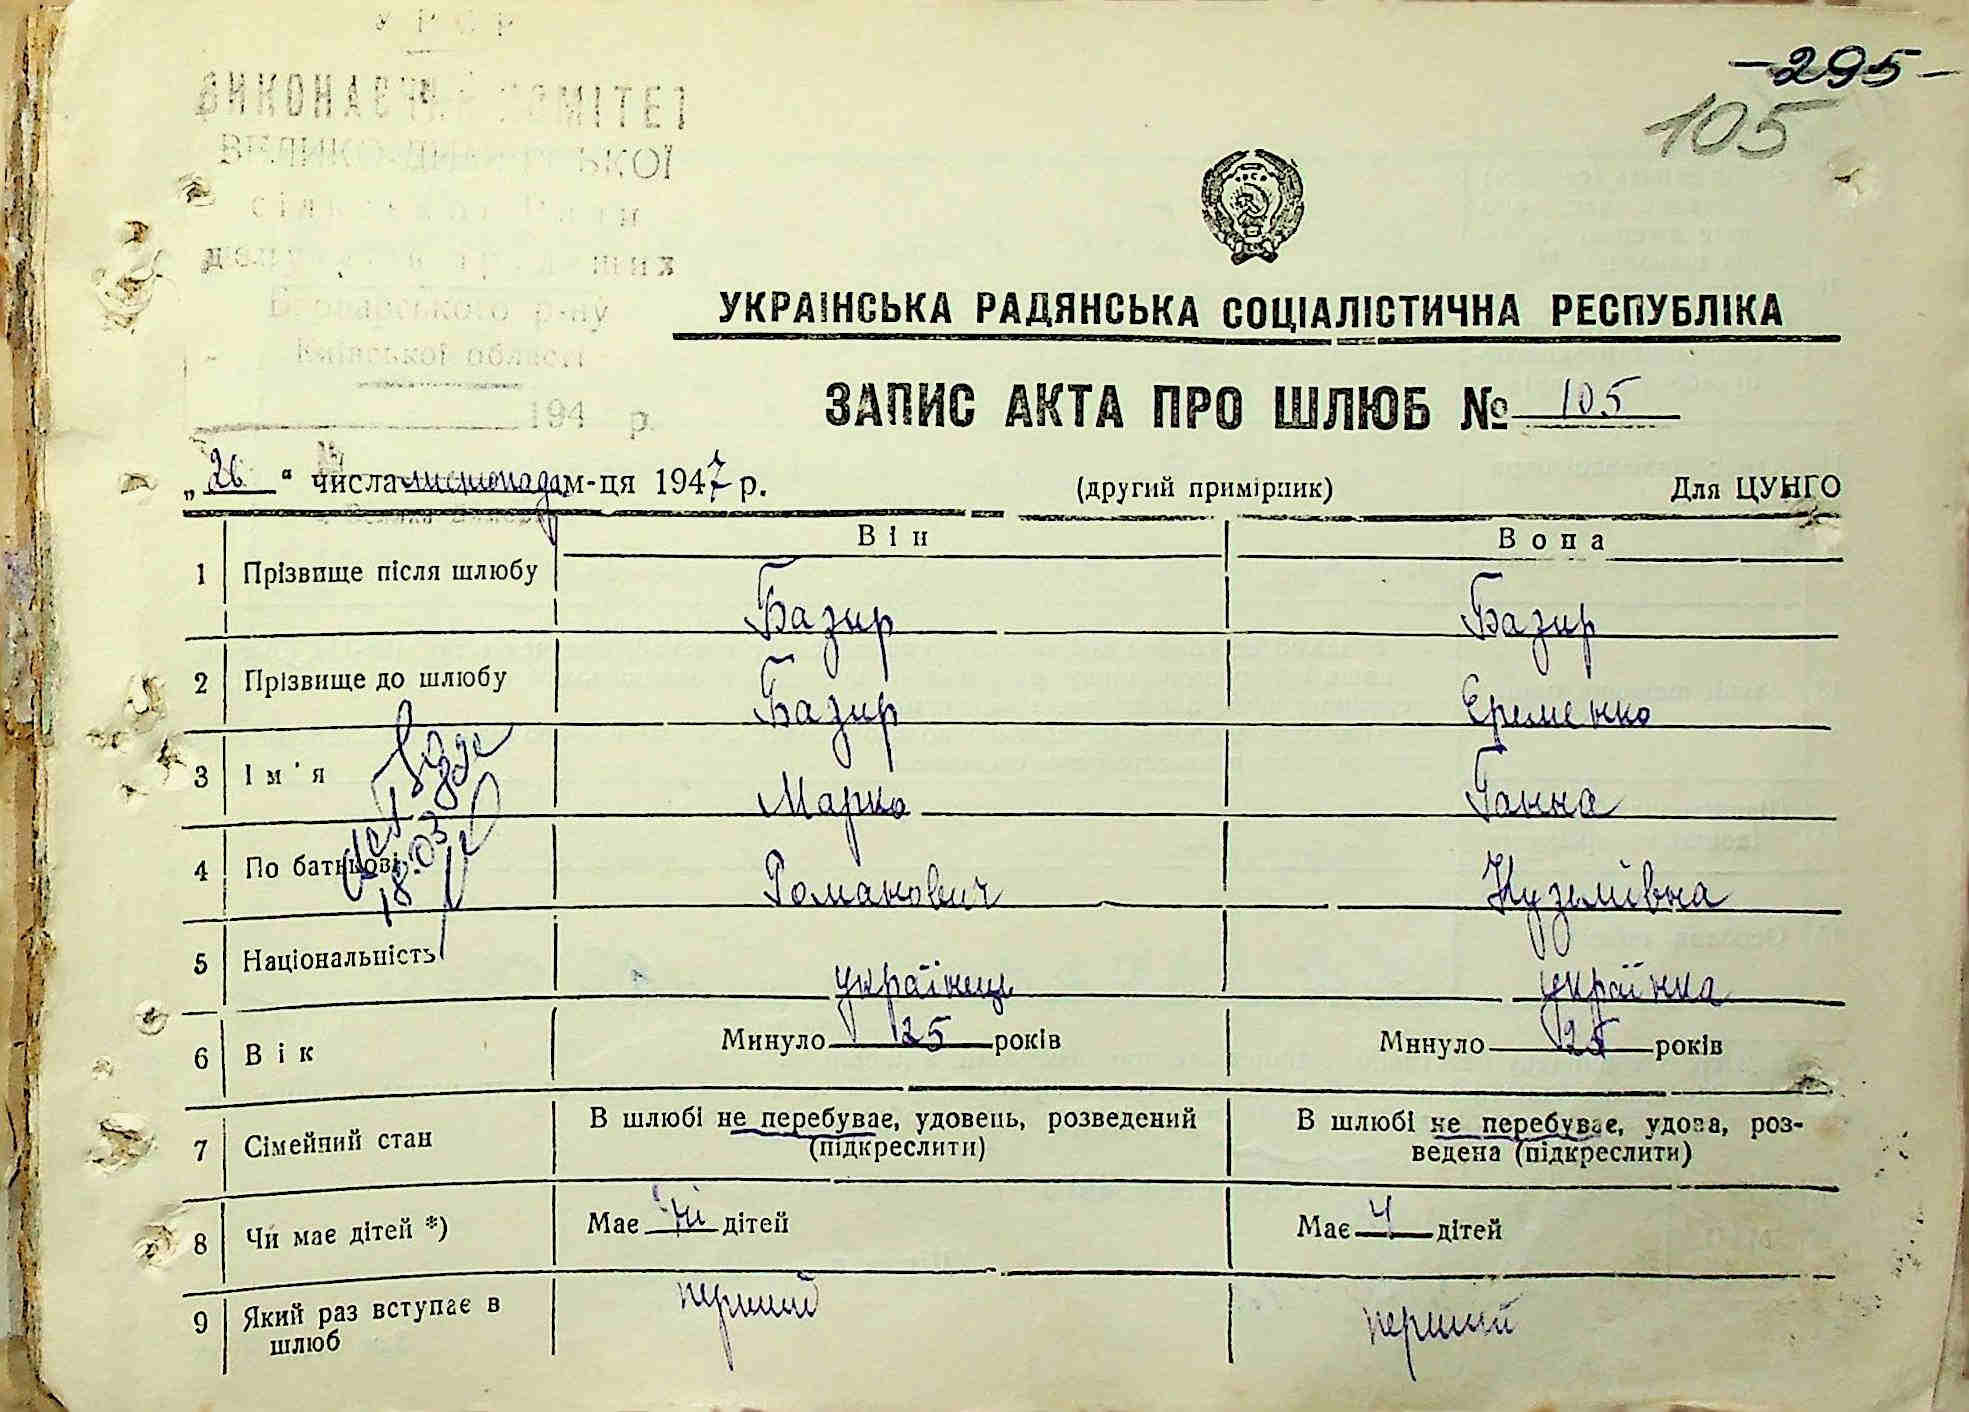 УРСР
ВИКОНАВЧИЙ КОМІТЕТ
ВЕЛИКО-ДИМЕРСЬКОЇ
сільської Ради
депутатів трудящих
Броварського р-ну
Київської області
194 р.
-295-
105
УКРАЇНСЬКА РАДЯНСЬКА СОЦІАЛІСТИЧНА РЕСПУБЛІКА
ЗАПИС АКТА ПРО ШЛЮБ № 105
„26“ числа листопада м-ця 1947 р. (другий примірник) Для ЦУНГО
Він Вона
1 Прізвище після шлюбу Базир Базир
2 Прізвище до шлюбу Базир Єременко
3 Ім'я Марко Ганна
4 По батькові Романович Кузьмівна
18.03
5 Національність українець українка
6 Вік Минуло 25 років Минуло 25 років
7 Сімейний стан В шлюбі не перебуває, удовець, розведений (підкреслити) В шлюбі не перебуває, удова, роз-
ведена (підкреслити)
8 Чи має дітей *) Має дітей Має дітей
9 Який раз вступає в шлюб перший перший